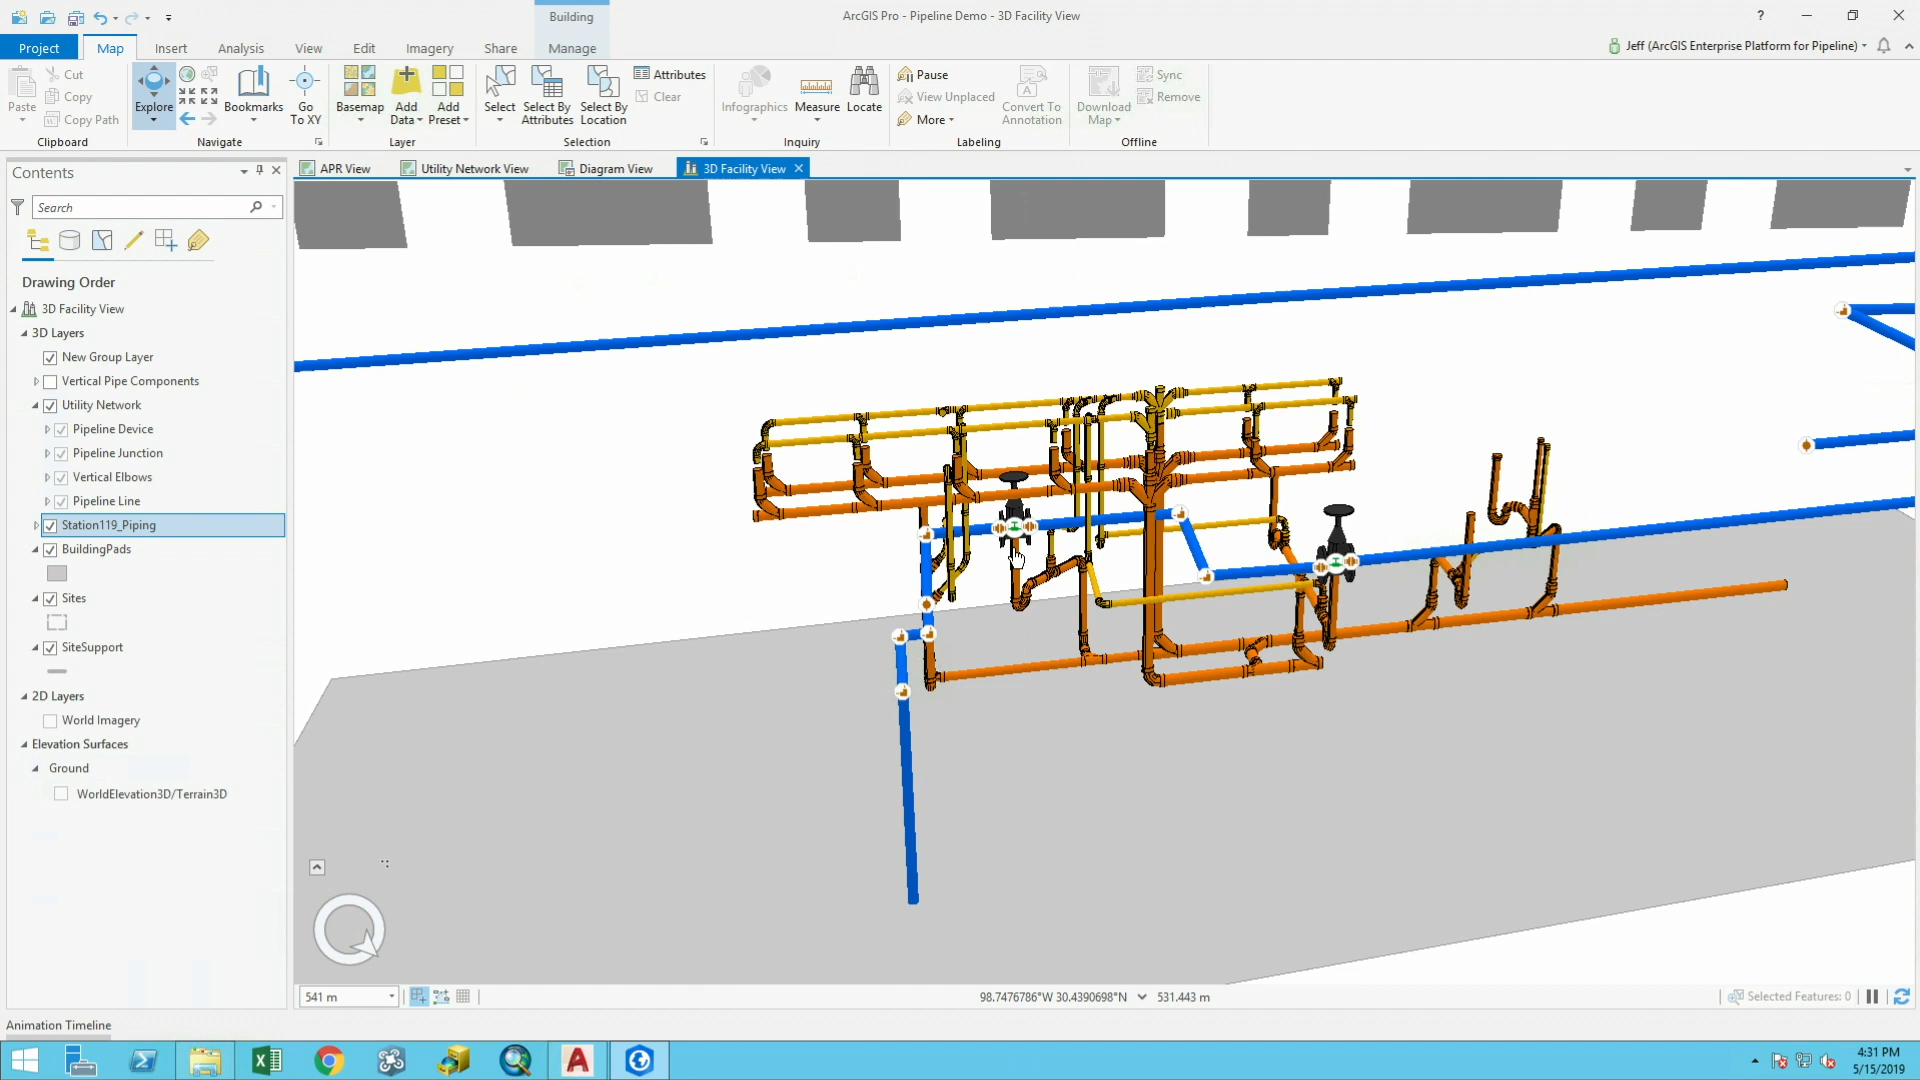 Building
ArcGIS Pro - Pipeline Demo - 3D Facility View
?
Project
Map
Insert
Analysis
View
Edit
Imagery
Share
Manage
Jeff (ArcGIS Enterprise Platform for Pipeline)
Paste
Cut
Copy
Copy Path
Clipboard
Explore
Bookmarks
Go To XY
Navigate
Basemap
Add Data
Add Preset
Layer
Select
Select By Attributes
Select By Location
Attributes
Clear
Selection
Infographics
Measure
Locate
Inquiry
Pause
View Unplaced
More
Convert To Annotation
Labeling
Download Map
Sync
Remove
Offline
Contents
Search
Drawing Order
3D Facility View
3D Layers
New Group Layer
Vertical Pipe Components
Utility Network
Pipeline Device
Pipeline Junction
Vertical Elbows
Pipeline Line
Station119_Piping
BuildingPads
Sites
SiteSupport
2D Layers
World Imagery
Elevation Surfaces
Ground
WorldElevation3D/Terrain3D
APR View
Utility Network View
Diagram View
3D Facility View
541 m
98.7476786°W 30.4390698°N
531.443 m
Selected Features: 0
Animation Timeline
4:31 PM
5/15/2019